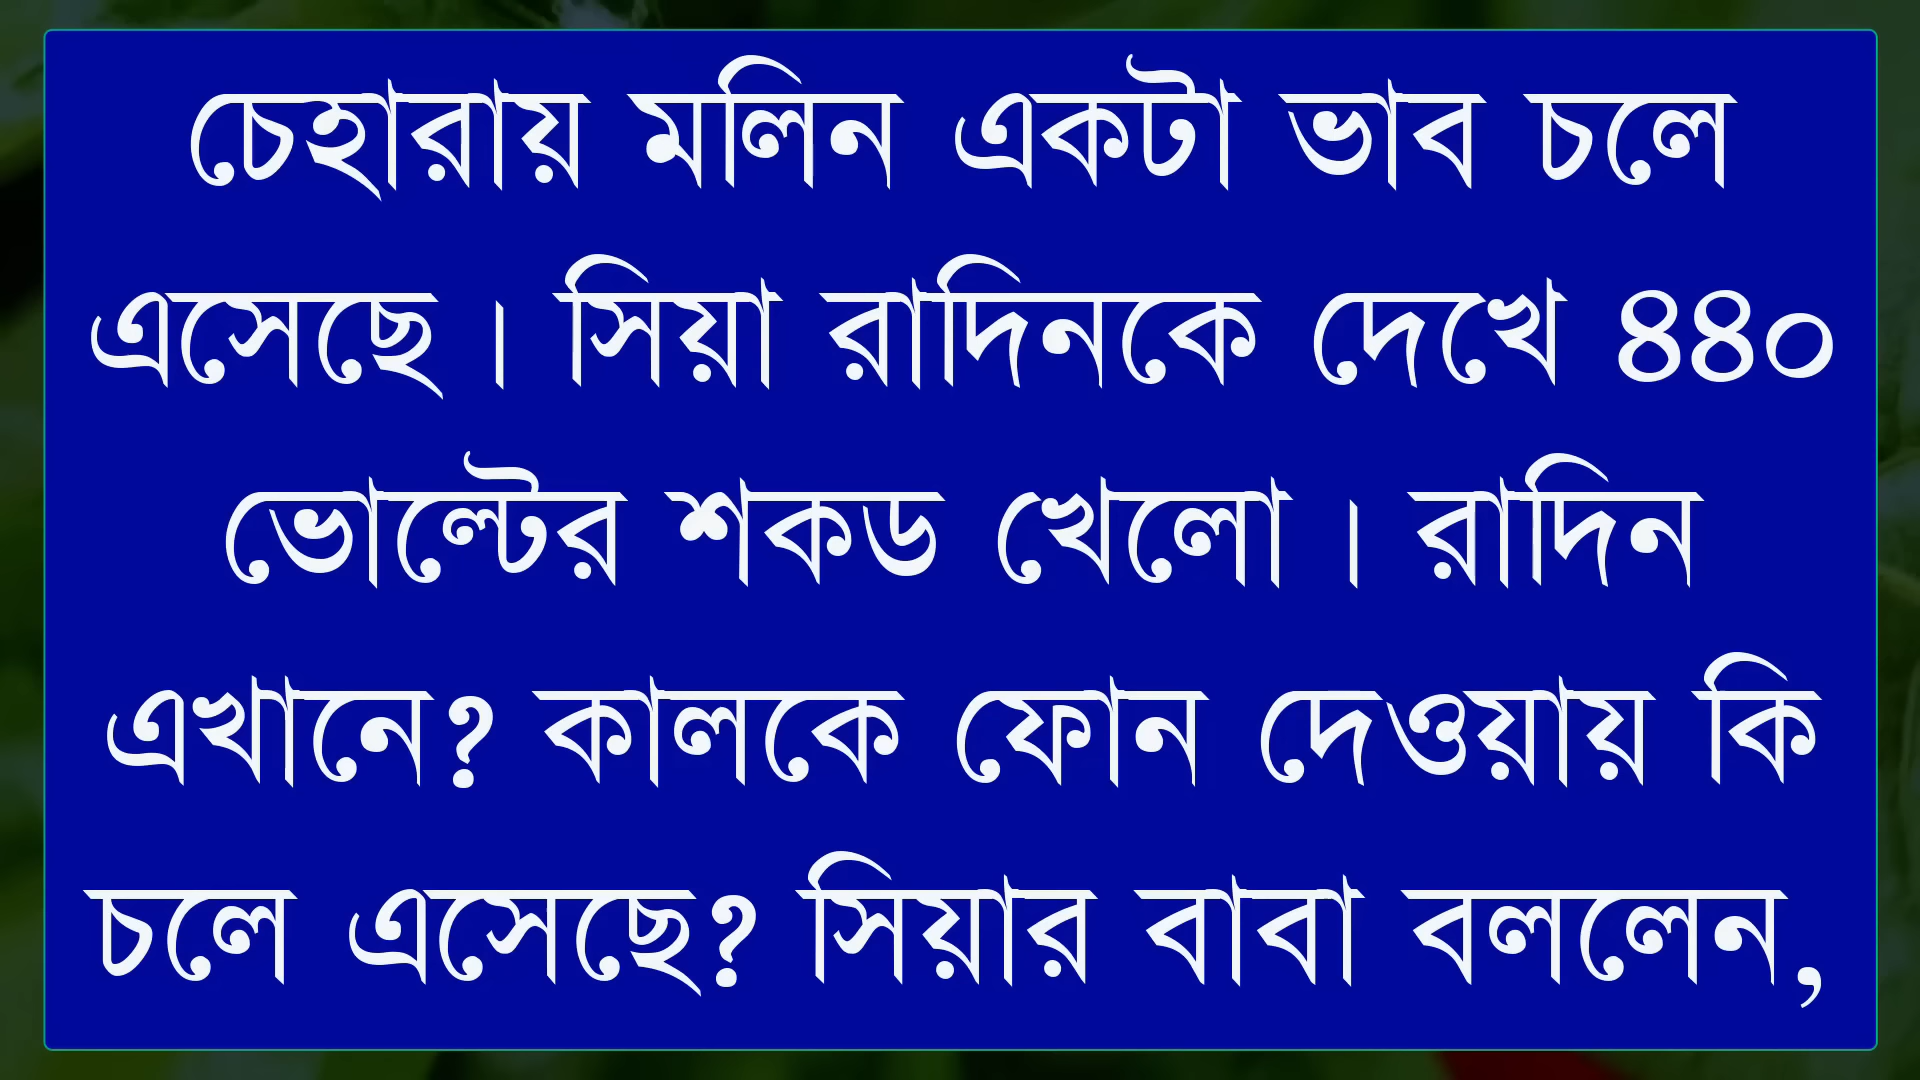 চেহারায় মলিন একটা ভাব চলে
এসেছে। সিয়া রাদিনকে দেখে ৪৪০
ভোল্টের শকড খেলো। রাদিন
এখানে? কালকে ফোন দেওয়ায় কি
চলে এসেছে? সিয়ার বাবা বললেন,